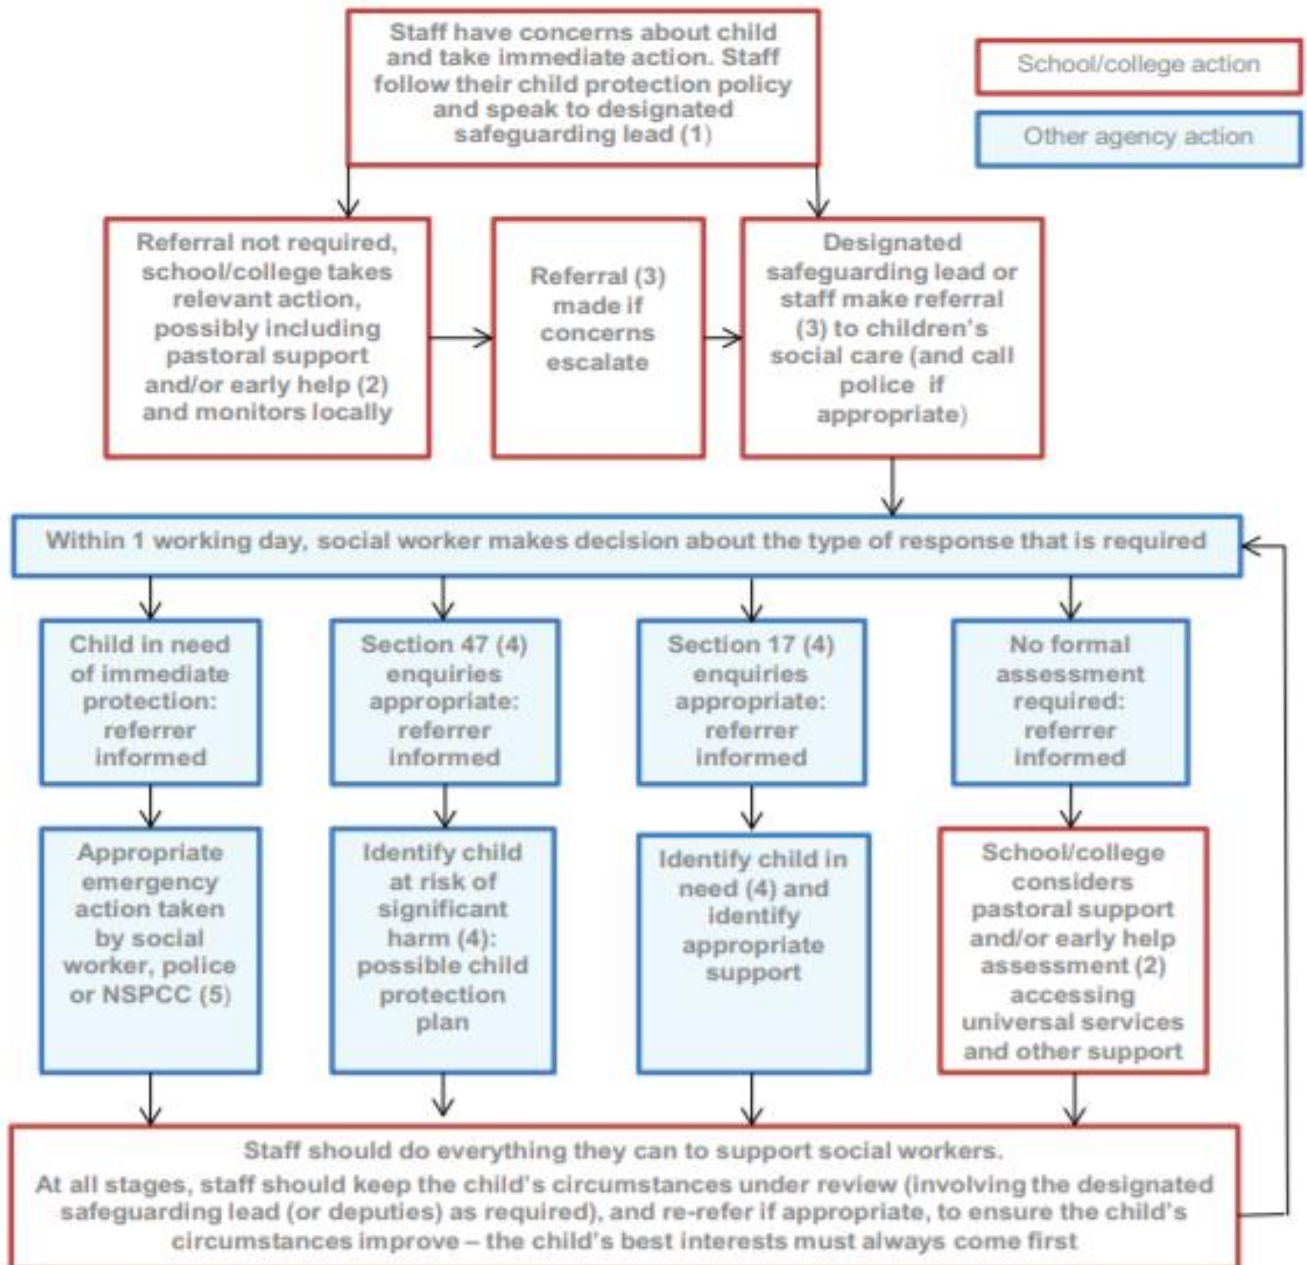 Staff have concerns about child
and take immediate action. Staff
follow their child protection policy
and speak to designated
safeguarding lead (1)
School/college action
Other agency action
Referral not required,
school/college takes
relevant action,
possibly including
pastoral support
and/or early help (2)
and monitors locally
Referral (3)
made if
concerns
escalate
Designated
safeguarding lead or
staff make referral
(3) to children's
social care (and call
police if
appropriate)
Within 1 working day, social worker makes decision about the type of response that is required
Child in need
of immediate
protection:
referrer
informed
Section 47 (4)
enquiries
appropriate:
referrer
informed
Section 17 (4)
enquiries
appropriate:
referrer
informed
No formal
assessment
required:
referrer
informed
Appropriate
emergency
action taken
by social
worker, police
or NSPCC (5)
Identify child
at risk of
significant
harm (4):
possible child
protection
plan
Identify child in
need (4) and
identify
appropriate
support
School/college
considers
pastoral support
and/or early help
assessment (2)
accessing
universal services
and other support
Staff should do everything they can to support social workers.
At all stages, staff should keep the child's circumstances under review (involving the designated
safeguarding lead (or deputies) as required), and re-refer if appropriate, to ensure the child's
circumstances improve – the child's best interests must always come first